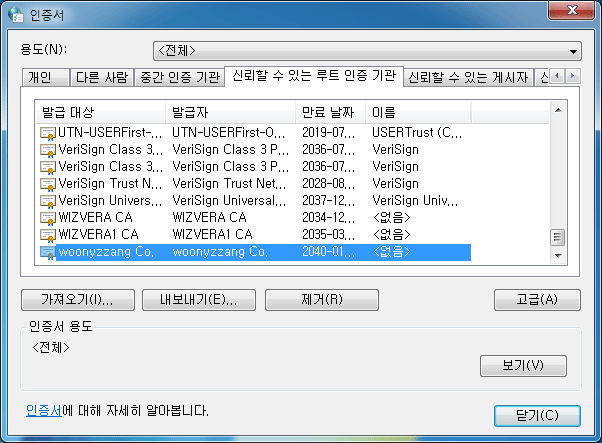 인증서
용도(N): <전체>
개인 다른 사람 중간 인증 기관 신뢰할 수 있는 루트 인증 기관 신뢰할 수 있는 게시자
발급 대상 발급자 만료 날짜 이름
UTN-USERFirst-... UTN-USERFirst-O... 2019-07... USERTrust (C...
VeriSign Class 3... VeriSign Class 3 P... 2036-07... VeriSign
VeriSign Class 3... VeriSign Class 3 P... 2036-07... VeriSign
VeriSign Trust N... VeriSign Trust Net... 2028-08... VeriSign
VeriSign Univers... VeriSign Universal... 2037-12... VeriSign Univ...
WIZVERA CA WIZVERA CA 2034-12... <없음>
WIZVERA1 CA WIZVERA1 CA 2035-03... <없음>
woonyzzang Co. woonyzzang Co. 2040-01... <없음>
가져오기(I)... 내보내기(E)... 제거(R) 고급(A)
인증서 용도
<전체>
보기(V)
인증서에 대해 자세히 알아봅니다.
닫기(C)